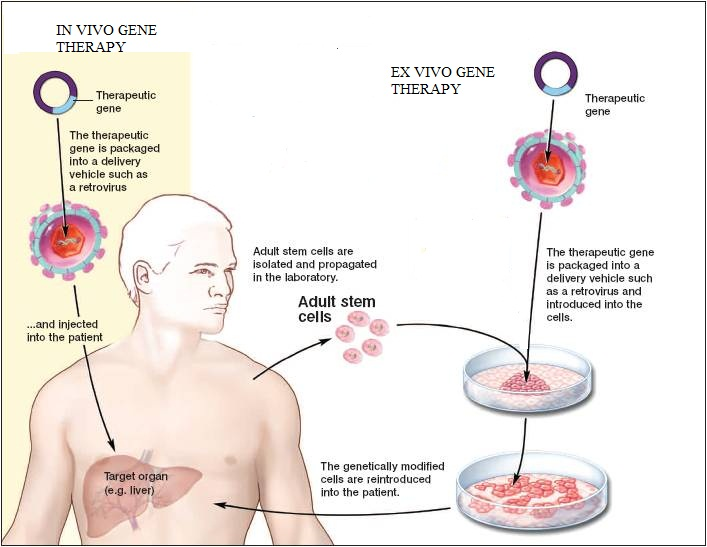 IN VIVO GENE
THERAPY
Therapeutic
gene
The therapeutic
gene is packaged
into a delivery
vehicle such as
a retrovirus
...and injected
into the patient
Target organ
(e.g. liver)
Adult stem cells are
isolated and propagated
in the laboratory.
Adult stem
cells
EX VIVO GENE
THERAPY
Therapeutic
gene
The therapeutic gene
is packaged into a
delivery vehicle such
as a retrovirus and
introduced into the
cells.
The genetically modified
cells are reintroduced
into the patient.